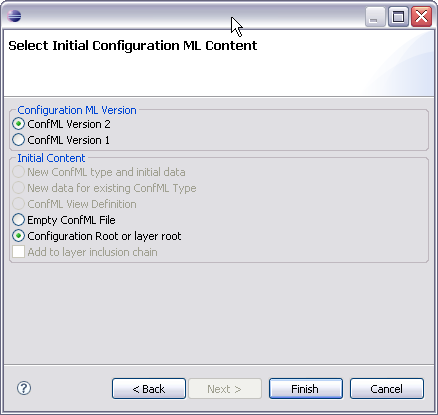 Select Initial Configuration ML Content
Configuration ML Version
ConfML Version 2
ConfML Version 1
Initial Content
New ConfML type and initial data
New data for existing ConfML Type
ConfML View Definition
Empty ConfML File
Configuration Root or layer root
Add to layer inclusion chain
?
< Back
Next >
Finish
Cancel